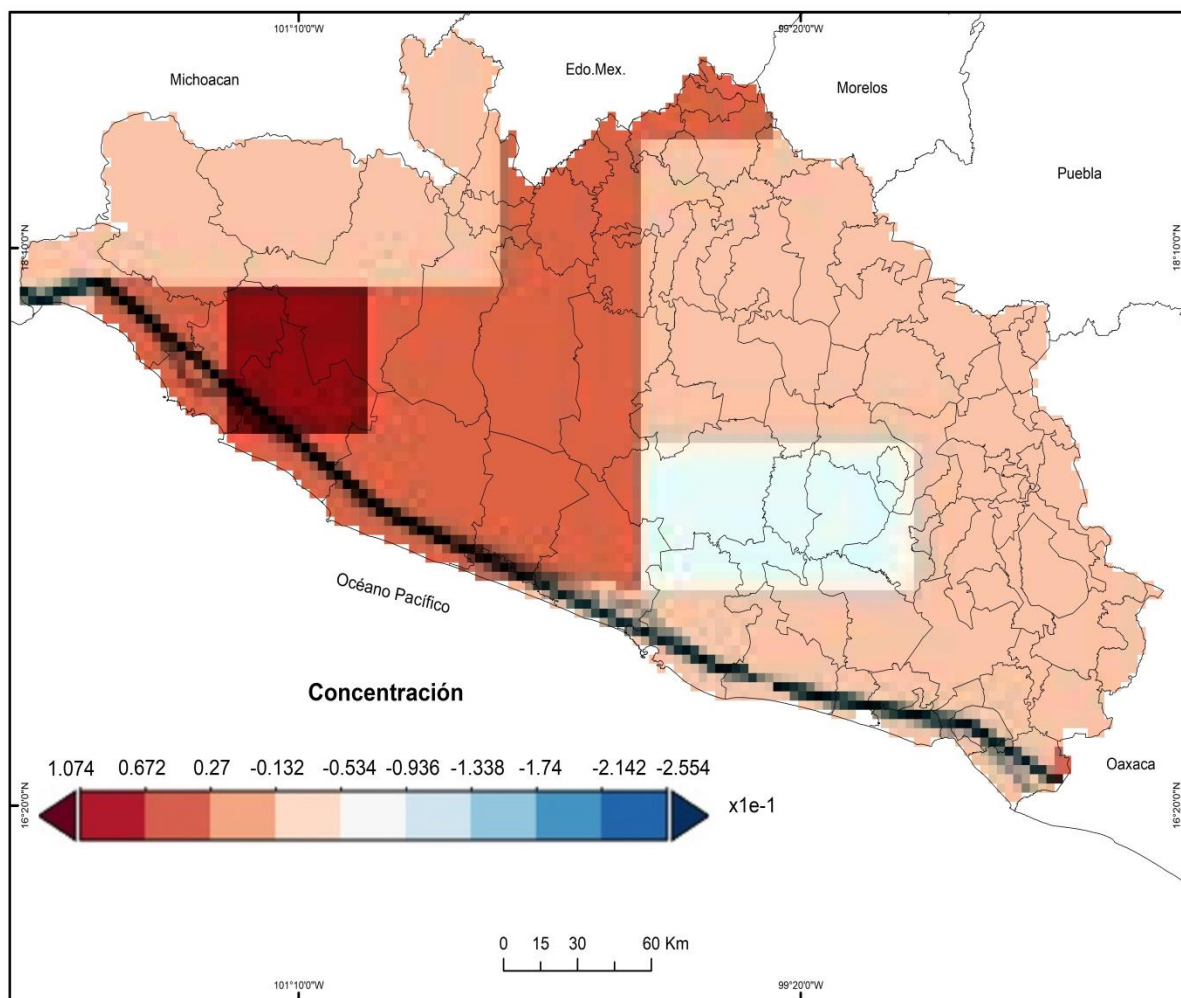 101°10'0"W
99°20'0"W
Michoacan
Edo.Mex.
Morelos
Puebla
18°10'0"N
18°10'0"N
Océano Pacífico
Concentración
1.074 0.672 0.27 -0.132 -0.534 -0.936 -1.338 -1.74 -2.142 -2.554
x1e-1
Oaxaca
16°20'0"N
16°20'0"N
0 15 30 60 Km
101°10'0"W
99°20'0"W